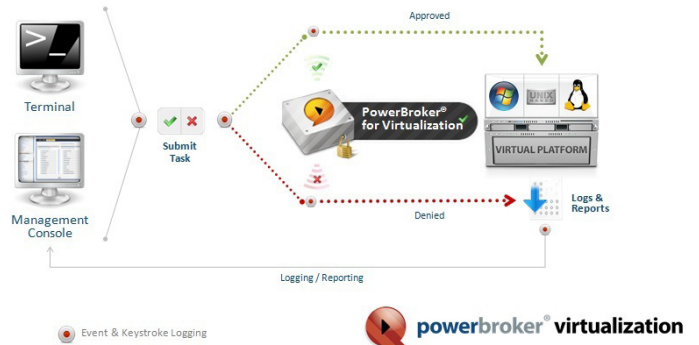 Approved
>_
Terminal
PowerBroker®
for Virtualization
UNIX
VIRTUAL PLATFORM
Submit
Task
Management
Console
Denied
Logs &
Reports
Logging / Reporting
Event & Keystroke Logging
powerbroker® virtualization